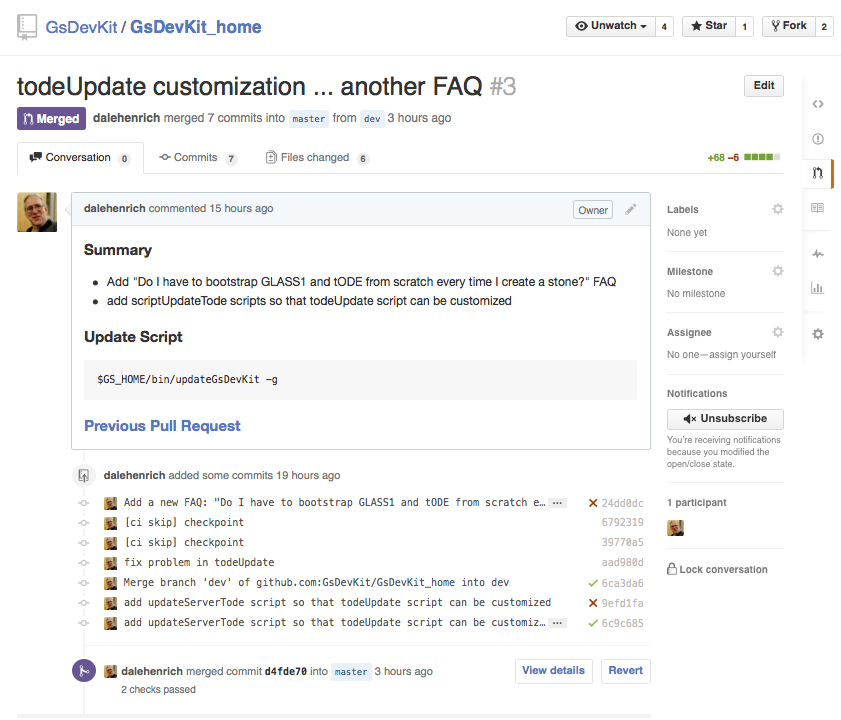 GsDevKit / GsDevKit_home
Unwatch 4 Star 1 Fork 2
todeUpdate customization ... another FAQ #3
Edit
Merged dalehenrich merged 7 commits into master from dev 3 hours ago
Conversation 0 Commits 7 Files changed 6 +68 −6
dalehenrich commented 15 hours ago Owner
Summary
Add "Do I have to bootstrap GLASS1 and tODE from scratch every time I create a stone?" FAQ
add scriptUpdateTode scripts so that todeUpdate script can be customized
Update Script
$GS_HOME/bin/updateGsDevKit -g
Previous Pull Request
dalehenrich added some commits 19 hours ago
Add a new FAQ: "Do I have to bootstrap GLASS1 and tODE from scratch e… … 24dd0dc
[ci skip] checkpoint 6792319
[ci skip] checkpoint 39770a5
fix problem in todeUpdate aad980d
Merge branch 'dev' of github.com:GsDevKit/GsDevKit_home into dev 6ca3da6
add updateServerTode script so that todeUpdate script can be customized 9efd1fa
add updateServerTode script so that todeUpdate script can be customiz… … 6c9c685
dalehenrich merged commit d4fde70 into master 3 hours ago
2 checks passed
View details Revert
Labels
None yet
Milestone
No milestone
Assignee
No one—assign yourself
Notifications
Unsubscribe
You're receiving notifications
because you modified the
open/close state.
1 participant
Lock conversation